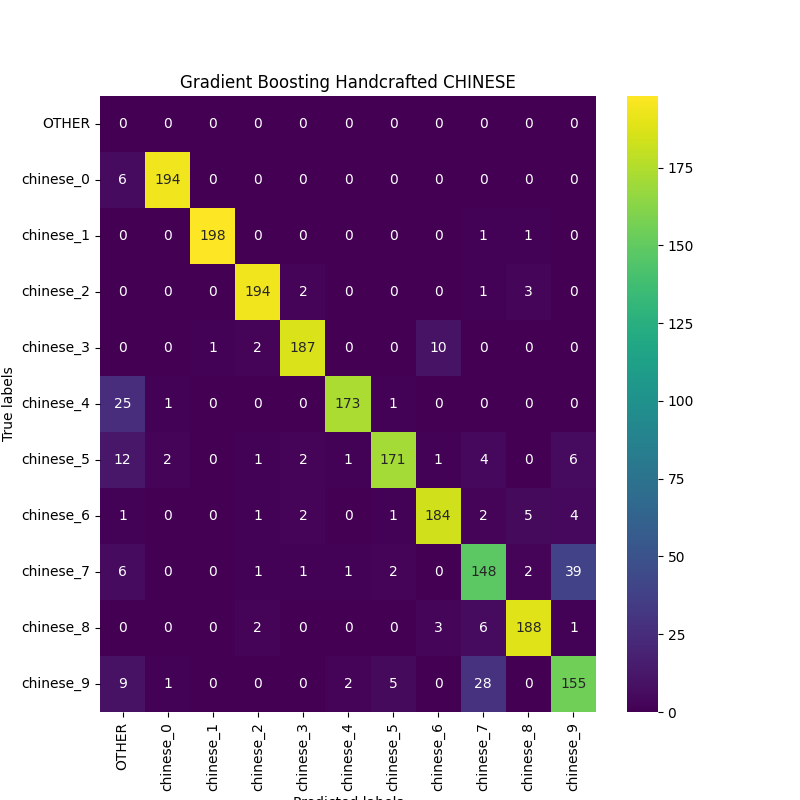 Gradient Boosting Handcrafted CHINESE
OTHER 0 0 0 0 0 0 0 0 0 0 0
chinese_0 6 194 0 0 0 0 0 0 0 0 0
chinese_1 0 0 198 0 0 0 0 0 1 1 0
chinese_2 0 0 0 194 2 0 0 0 1 3 0
chinese_3 0 0 1 2 187 0 0 10 0 0 0
chinese_4 25 1 0 0 0 173 1 0 0 0 0
chinese_5 12 2 0 1 2 1 171 1 4 0 6
chinese_6 1 0 0 1 2 0 1 184 2 5 4
chinese_7 6 0 0 1 1 1 2 0 148 2 39
chinese_8 0 0 0 2 0 0 0 3 6 188 1
chinese_9 9 1 0 0 0 2 5 0 28 0 155
OTHER chinese_0 chinese_1 chinese_2 chinese_3 chinese_4 chinese_5 chinese_6 chinese_7 chinese_8 chinese_9
True labels
Predicted labels
175
150
125
100
75
50
25
0